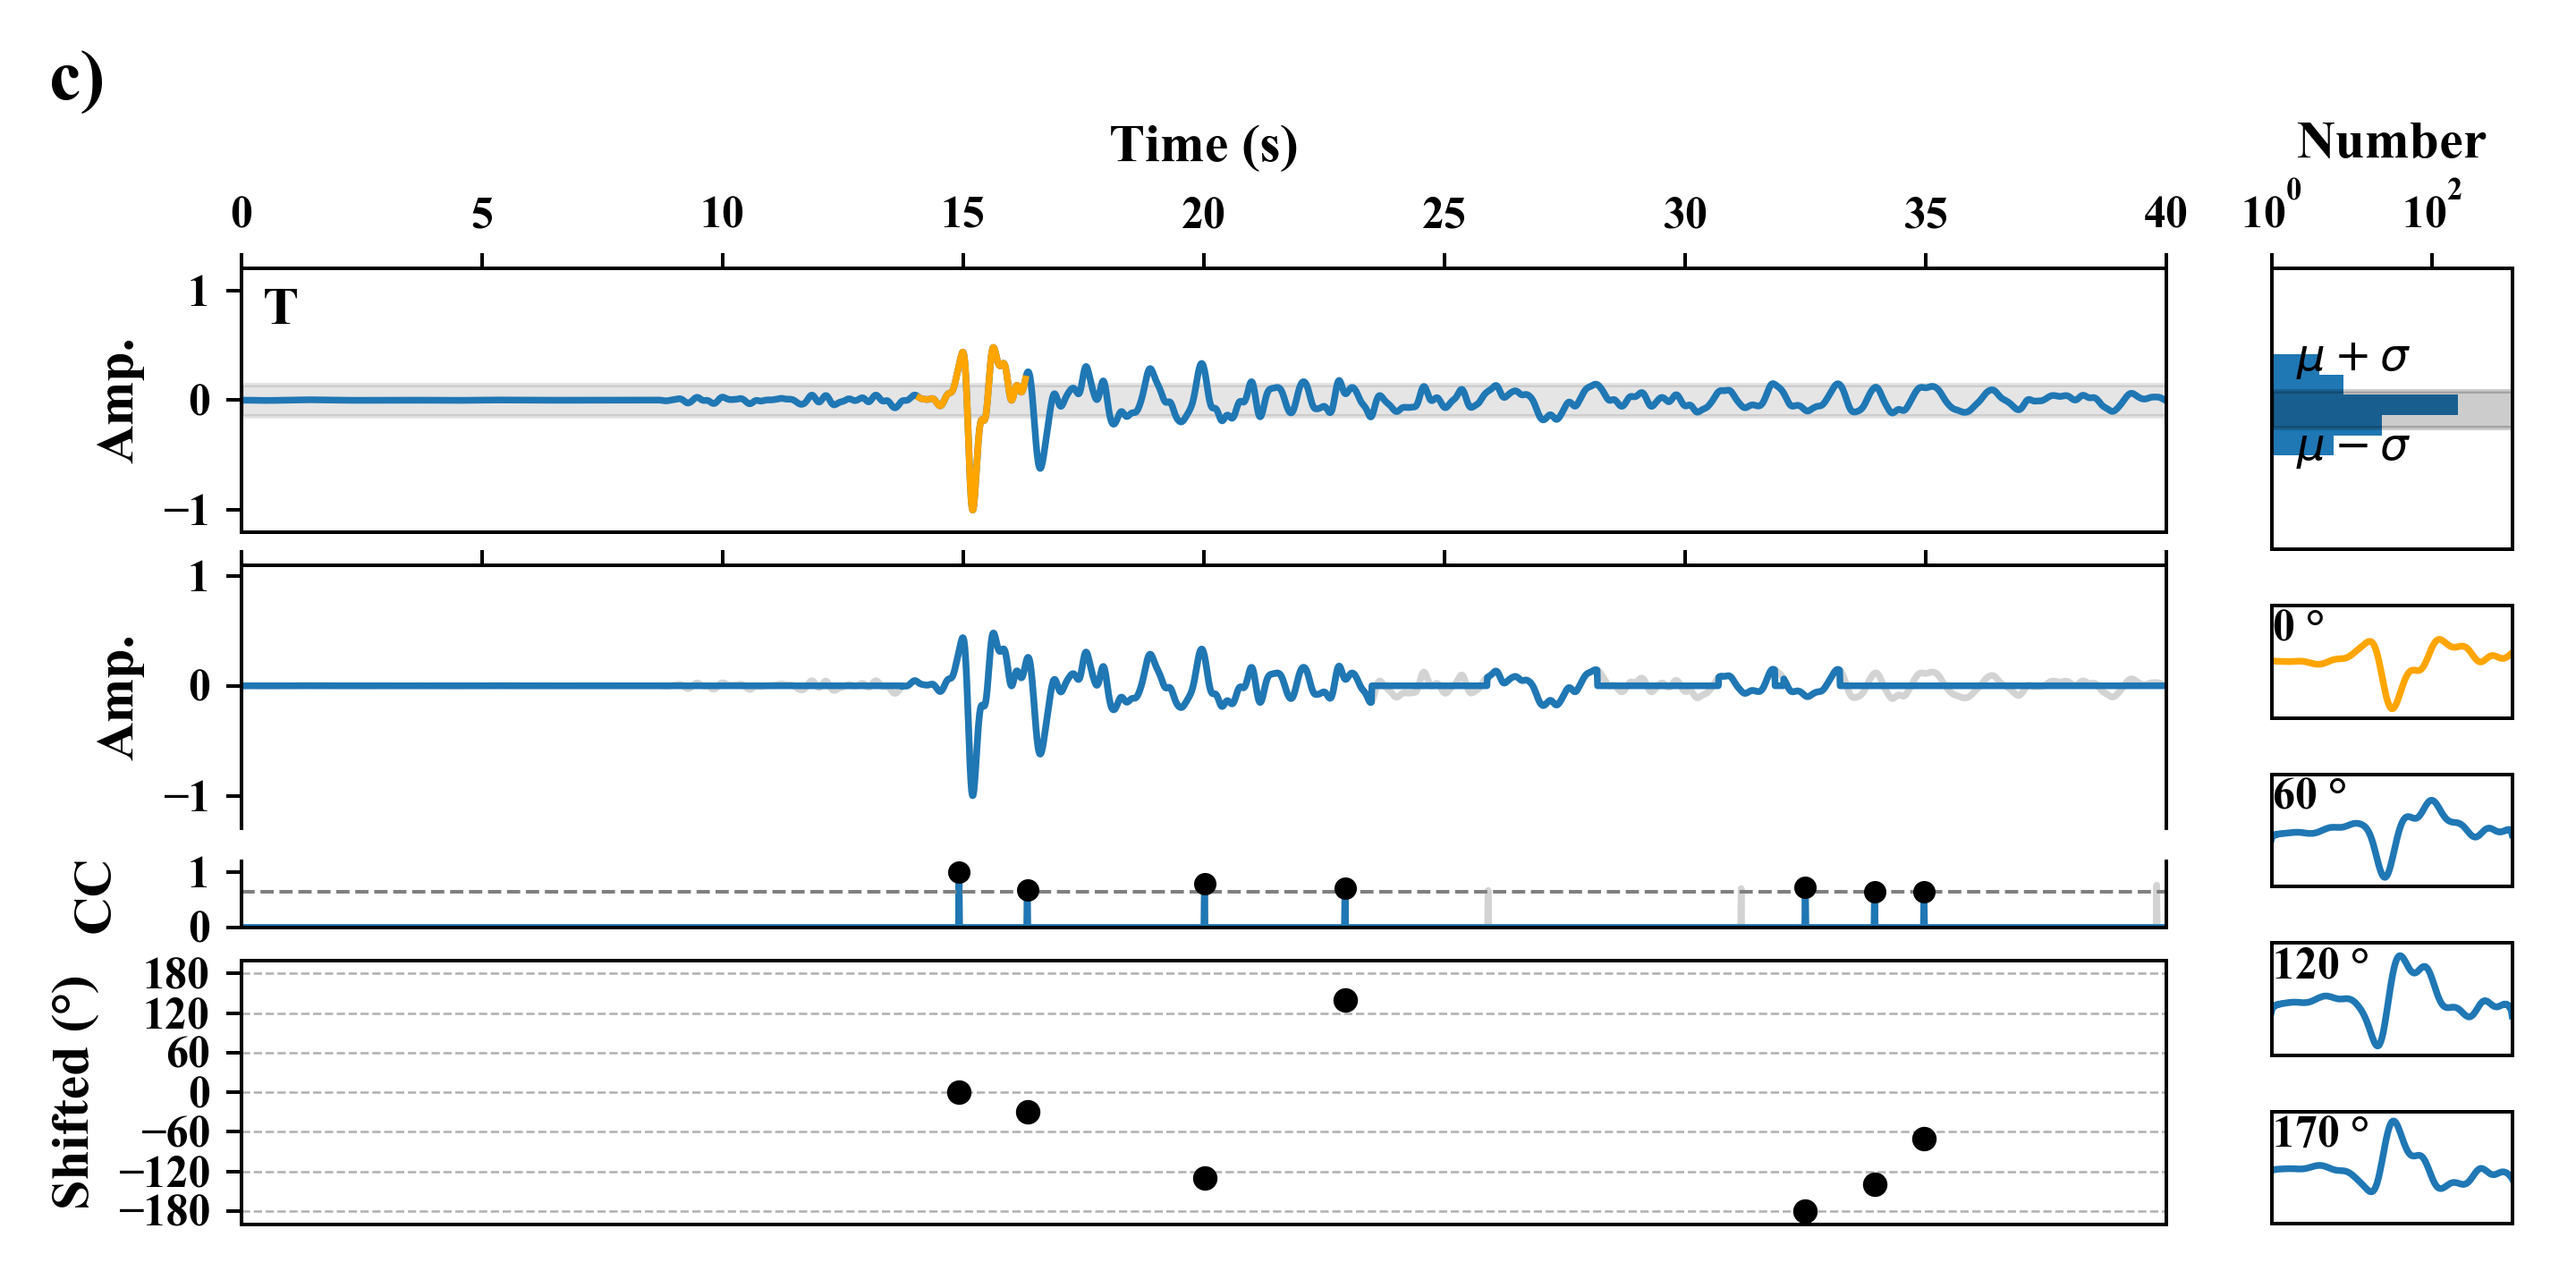 c)
Time (s)
Number
0 5 10 15 20 25 30 35 40
10^0 10^2
T
Amp.
1
0
−1
μ + σ
μ − σ
Amp.
1
0
−1
0 °
60 °
CC
1
0
120 °
Shifted (°)
180
120
60
0
−60
−120
−180
170 °